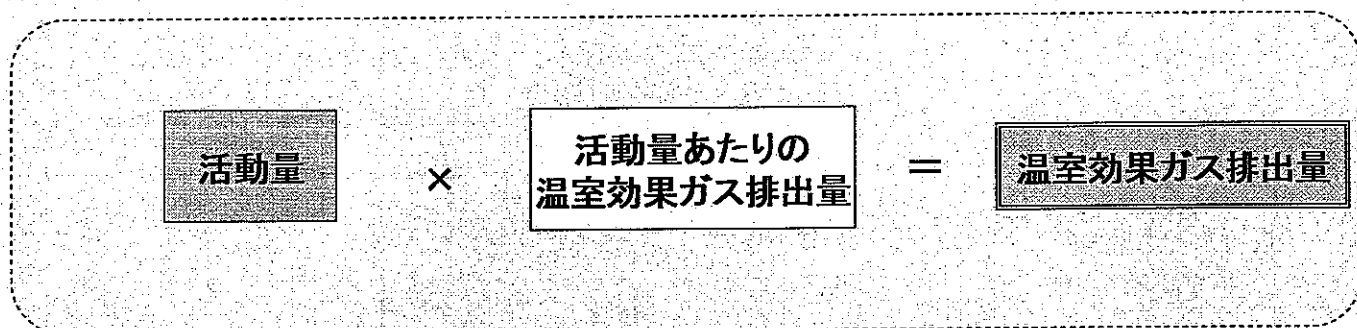 活動量
×
活動量あたりの
温室効果ガス排出量
=
温室効果ガス排出量